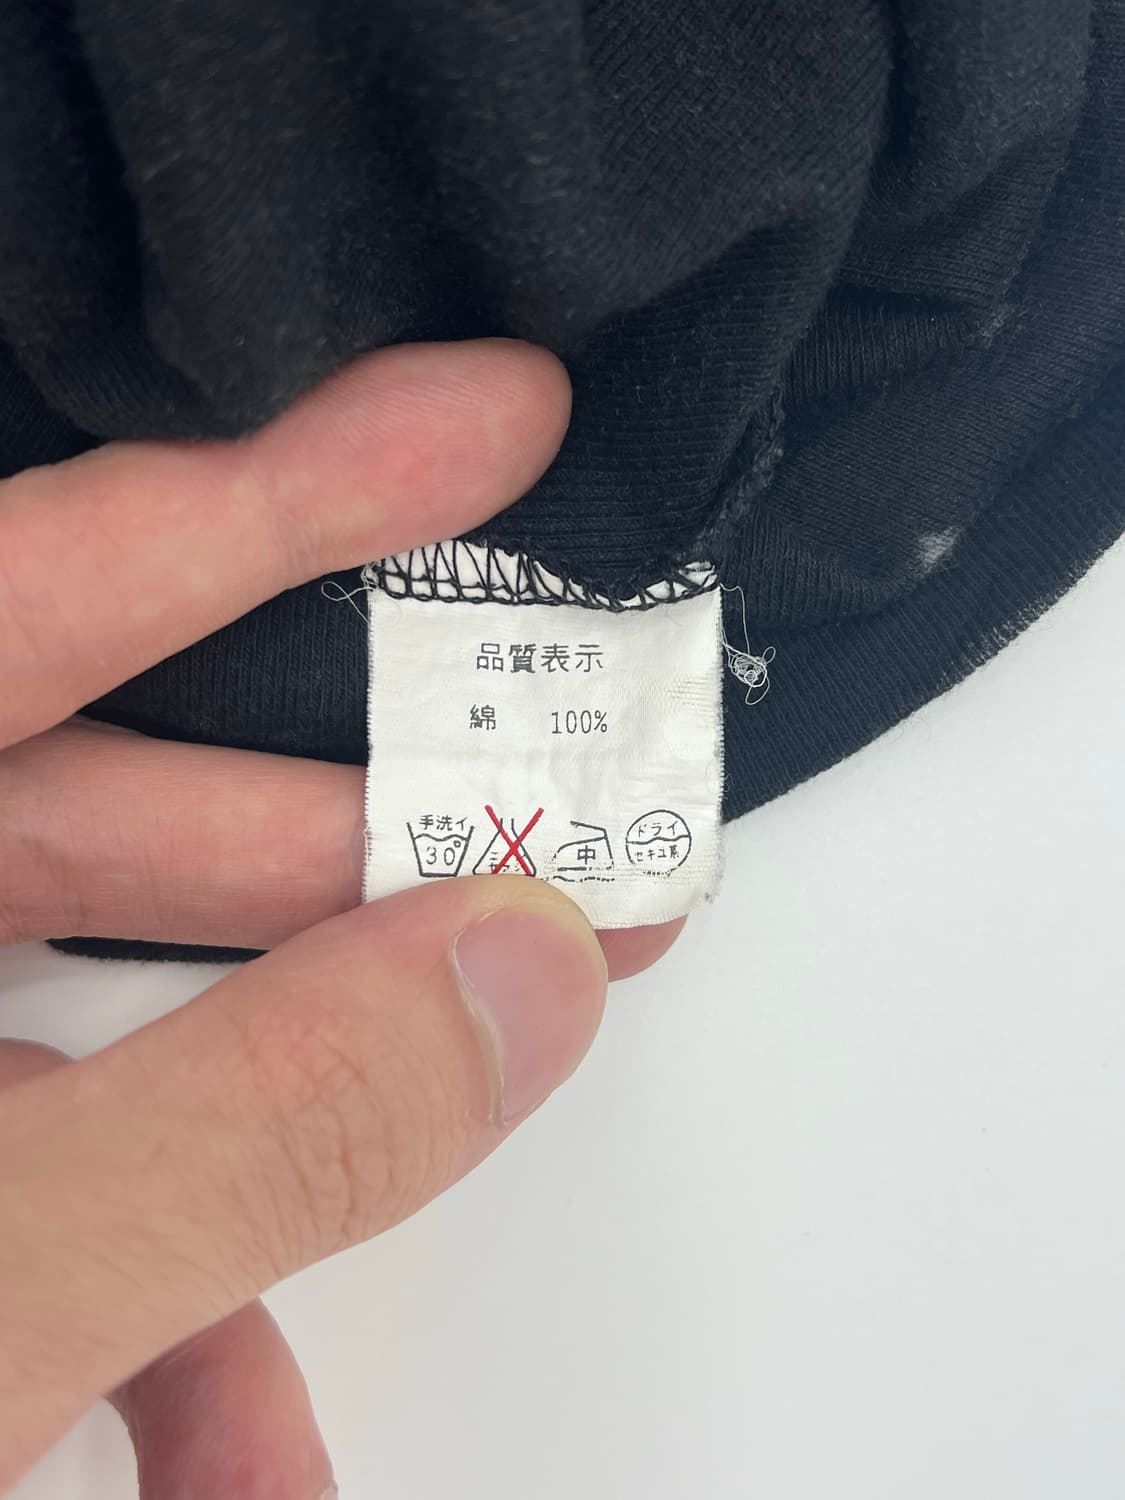 品質表示
綿 100%
手洗イ
30°
中
ドライ
セキユ系